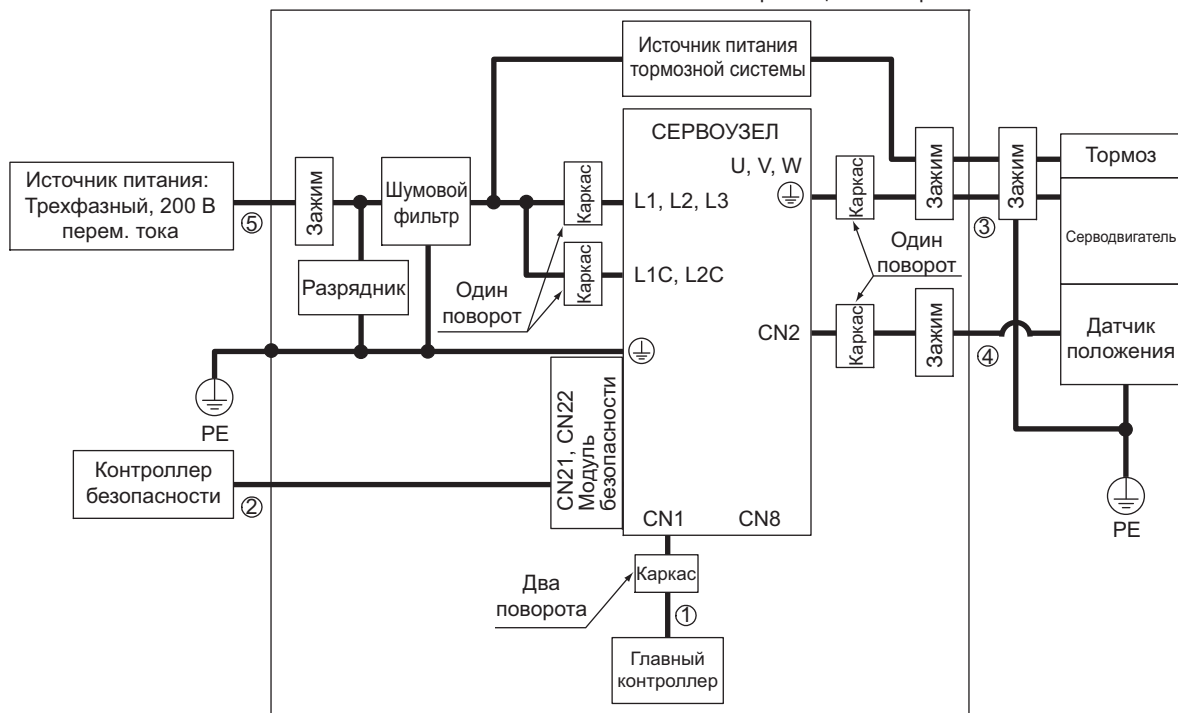 Источник питания
тормозной системы
СЕРВОУЗЕЛ
U, V, W
Тормоз
Источник питания:
Трехфазный, 200 В
перем. тока
⑤
Зажим
Шумовой
фильтр
Каркас
L1, L2, L3
Каркас
Зажим
Зажим
③
Серводвигатель
Разрядник
Один
поворот
Каркас
L1C, L2C
Один
поворот
CN2
Каркас
Зажим
④
Датчик
положения
PE
CN21, CN22
Модуль
безопасности
Контроллер
безопасности
②
PE
CN1
CN8
Два
поворота
Каркас
①
Главный
контроллер